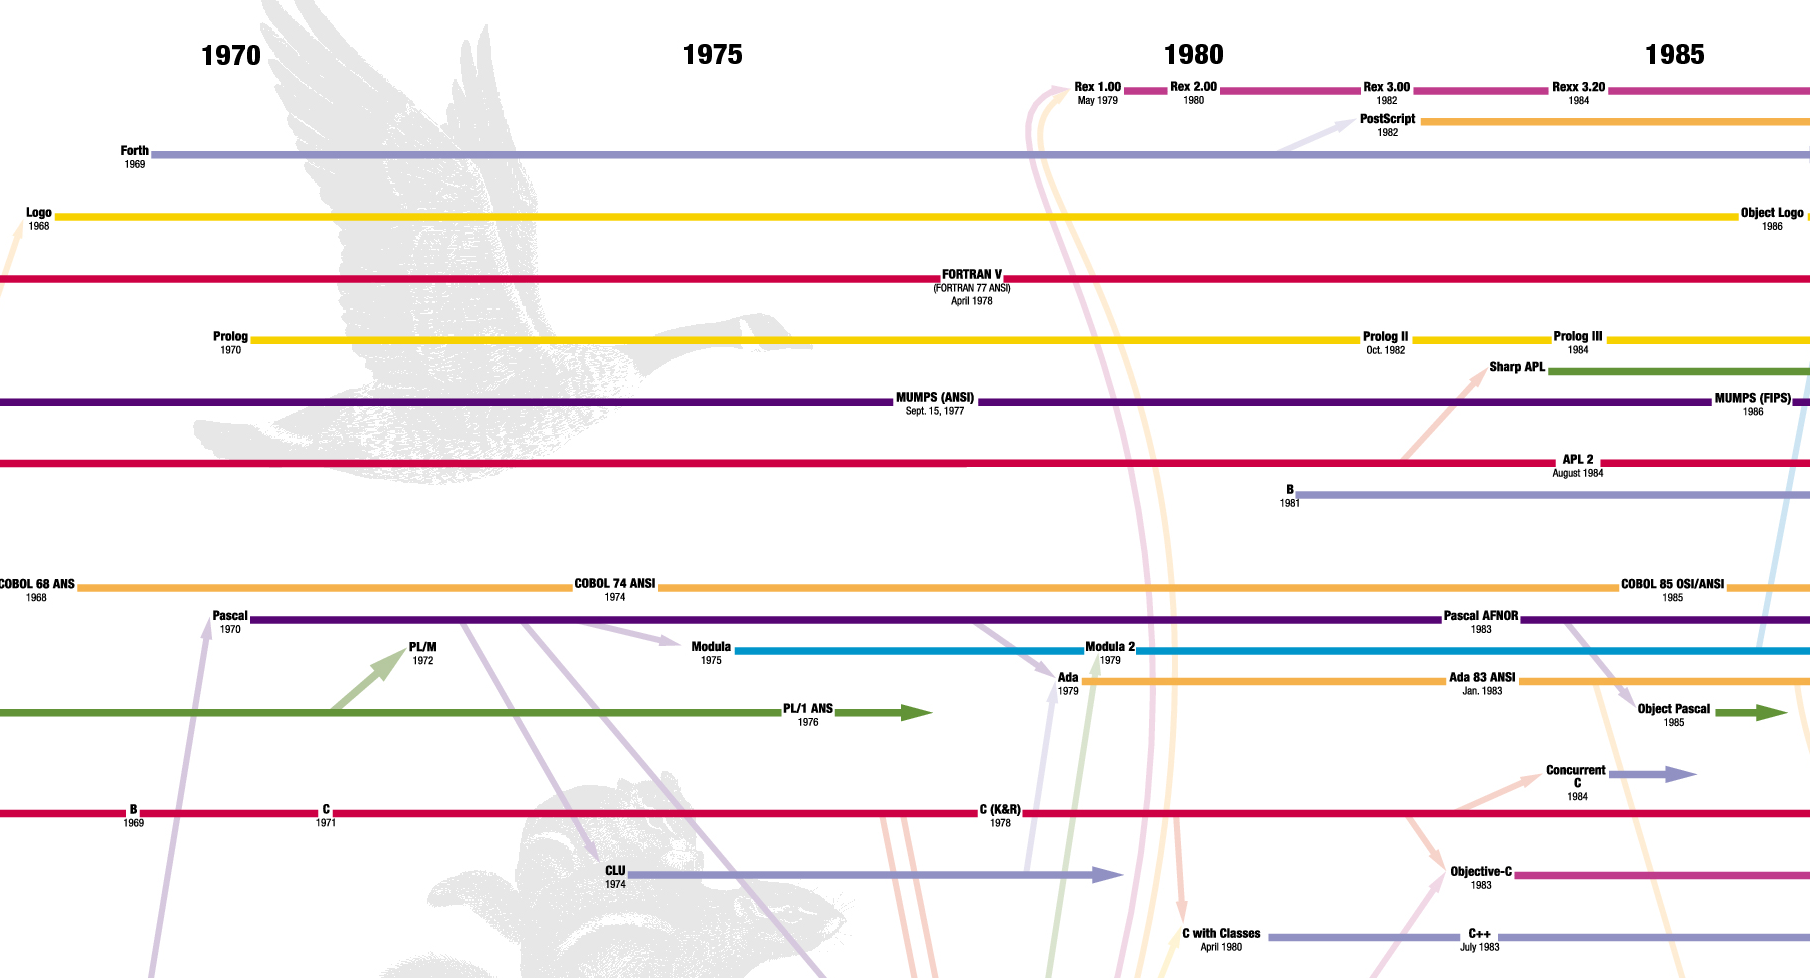 1970 1975 1980 1985
Rex 1.00 Rex 2.00 Rex 3.00 Rexx 3.20
May 1979 1980 1982 1984
PostScript
1982
Forth
1969
Logo Object Logo
1968 1986
FORTRAN V
(FORTRAN 77 ANSI)
April 1978
Prolog Prolog II Prolog III
1970 Oct. 1982 1984
Sharp APL
MUMPS (ANSI) MUMPS (FIPS)
Sept. 15, 1977 1986
APL 2
August 1984
B
1981
COBOL 68 ANS COBOL 74 ANSI COBOL 85 OSI/ANSI
1968 1974 1985
Pascal Pascal AFNOR
1970 1983
PL/M Modula Modula 2
1972 1975 1979
Ada Ada 83 ANSI
1979 Jan. 1983
PL/1 ANS Object Pascal
1976 1985
Concurrent
C
1984
B C C (K&R)
1969 1971 1978
CLU Objective-C
1974 1983
C with Classes C++
April 1980 July 1983